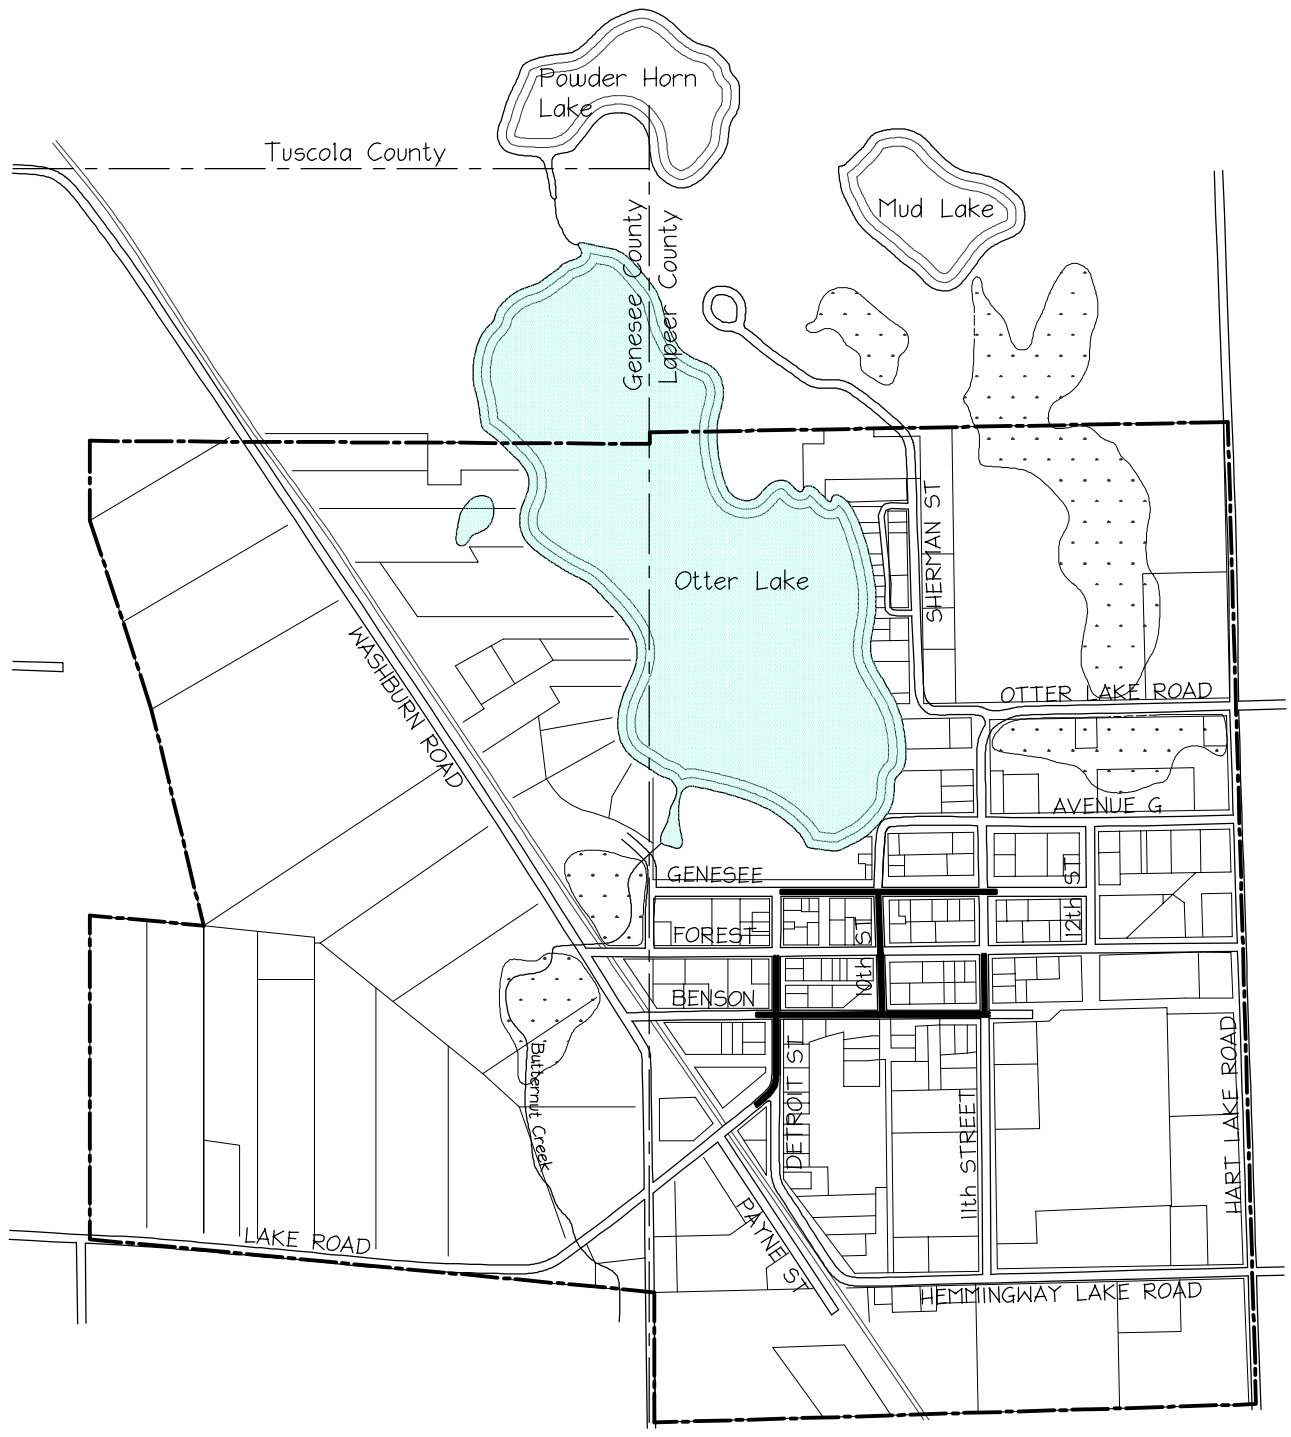 Powder Horn
Lake
Tuscola County
Mud Lake
Genesee County
Lapeer County
Otter Lake
SHERMAN ST
WASHBURN ROAD
OTTER LAKE ROAD
AVENUE G
GENESEE
12th ST
FOREST
10th ST
BENSON
Butternut Creek
DETROIT ST
11th STREET
HART LAKE ROAD
PAYNE ST
LAKE ROAD
HEMMINGWAY LAKE ROAD